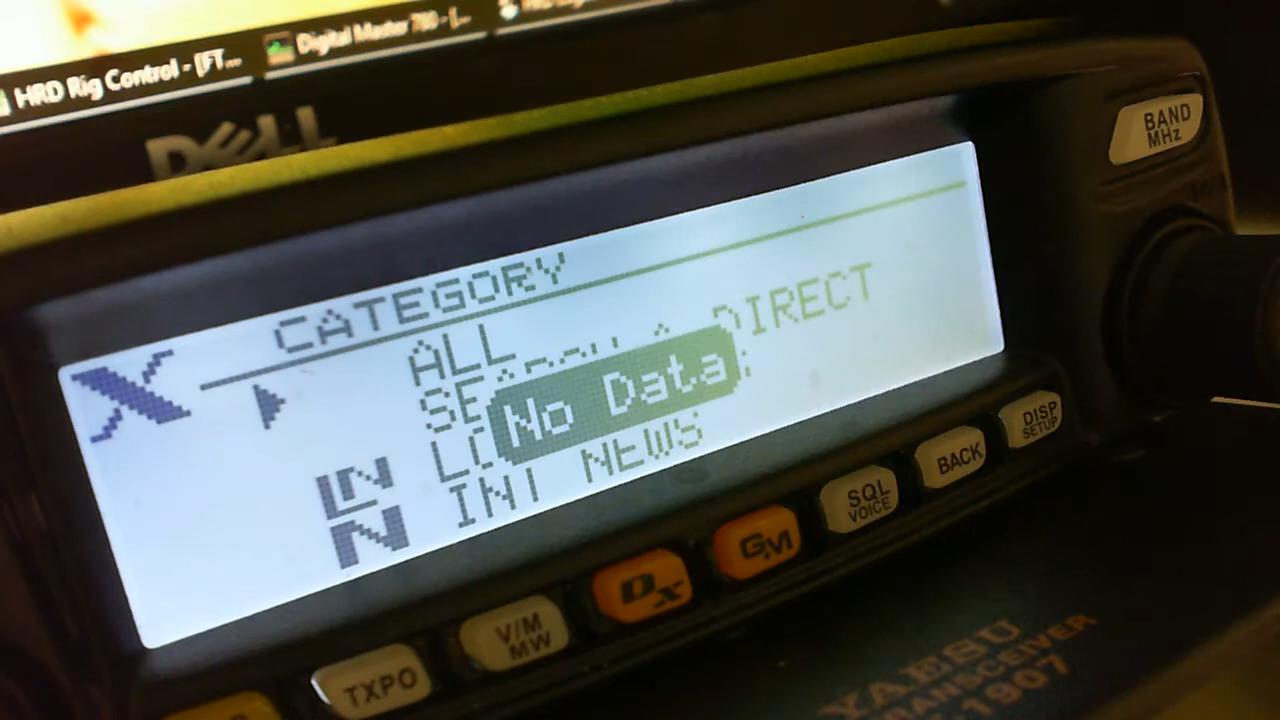 HRD Rig Control - [FT...
Digital Master 780 - [...
DELL
BAND
MHz
X
CATEGORY
ALL
DIRECT
No Data
LN
N INT NEWS
DISP
SETUP
BACK
SQL
VOICE
GM
DX
V/M
MW
TXPO
YAESU
TRANSCEIVER
1907